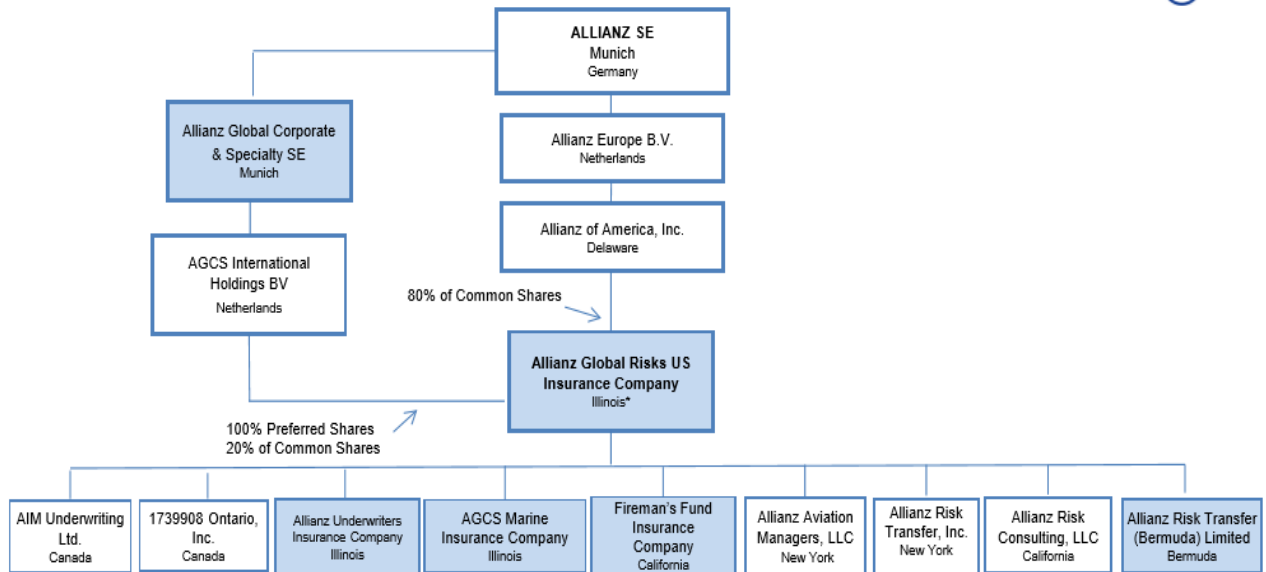 ALLIANZ SE
Munich
Germany
Allianz Global Corporate
& Specialty SE
Munich
Allianz Europe B.V.
Netherlands
Allianz of America, Inc.
Delaware
AGCS International
Holdings BV
Netherlands
80% of Common Shares
Allianz Global Risks US
Insurance Company
Illinois*
100% Preferred Shares
20% of Common Shares
AIM Underwriting
Ltd.
Canada
1739908 Ontario,
Inc.
Canada
Allianz Underwriters
Insurance Company
Illinois
AGCS Marine
Insurance Company
Illinois
Fireman's Fund
Insurance
Company
California
Allianz Aviation
Managers, LLC
New York
Allianz Risk
Transfer, Inc.
New York
Allianz Risk
Consulting, LLC
California
Allianz Risk Transfer
(Bermuda) Limited
Bermuda